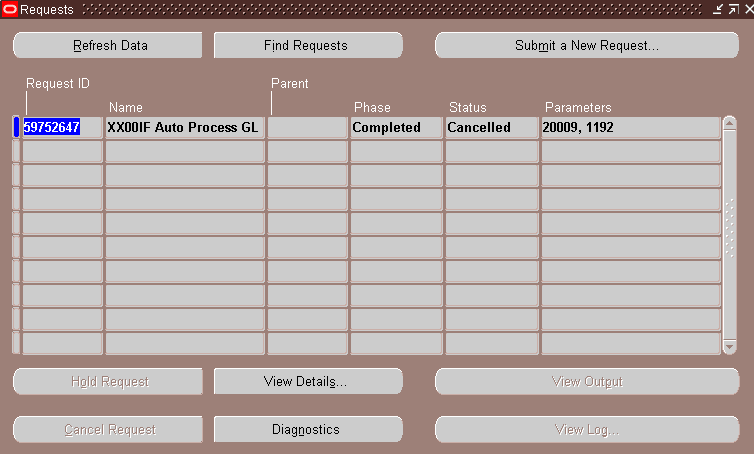 Requests
Refresh Data Find Requests Submit a New Request...
Request ID Parent
Name Phase Status Parameters
59752647 XX00IF Auto Process GL Completed Cancelled 20009, 1192
Hold Request View Details... View Output
Cancel Request Diagnostics View Log...